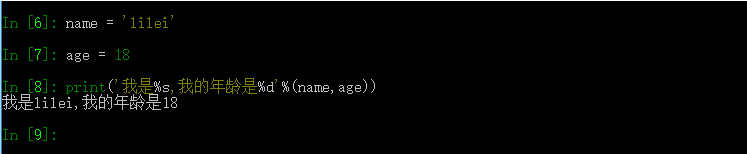 In [6]: name = 'lilei'
In [7]: age = 18
In [8]: print('我是%s,我的年龄是%d'%(name,age))
我是lilei,我的年龄是18
In [9]: